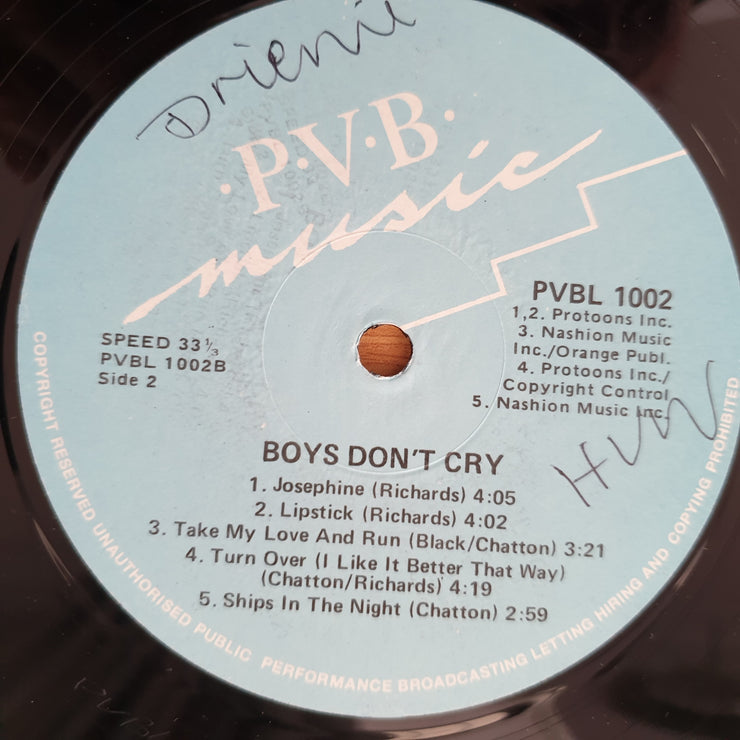 Drienie
·P·V·B·
music
PVBL 1002
1,2. Protoons Inc.
3. Nashion Music
Inc./Orange Publ.
4. Protoons Inc./
Copyright Control
5. Nashion Music Inc.
SPEED 33⅓
PVBL 1002B
Side 2
HVW
BOYS DON'T CRY
1. Josephine (Richards) 4:05
2. Lipstick (Richards) 4:02
3. Take My Love And Run (Black/Chatton) 3:21
4. Turn Over (I Like It Better That Way)
(Chatton/Richards) 4:19
5. Ships In The Night (Chatton) 2:59
COPYRIGHT RESERVED UNAUTHORISED PUBLIC PERFORMANCE BROADCASTING LETTING HIRING AND COPYING PROHIBITED